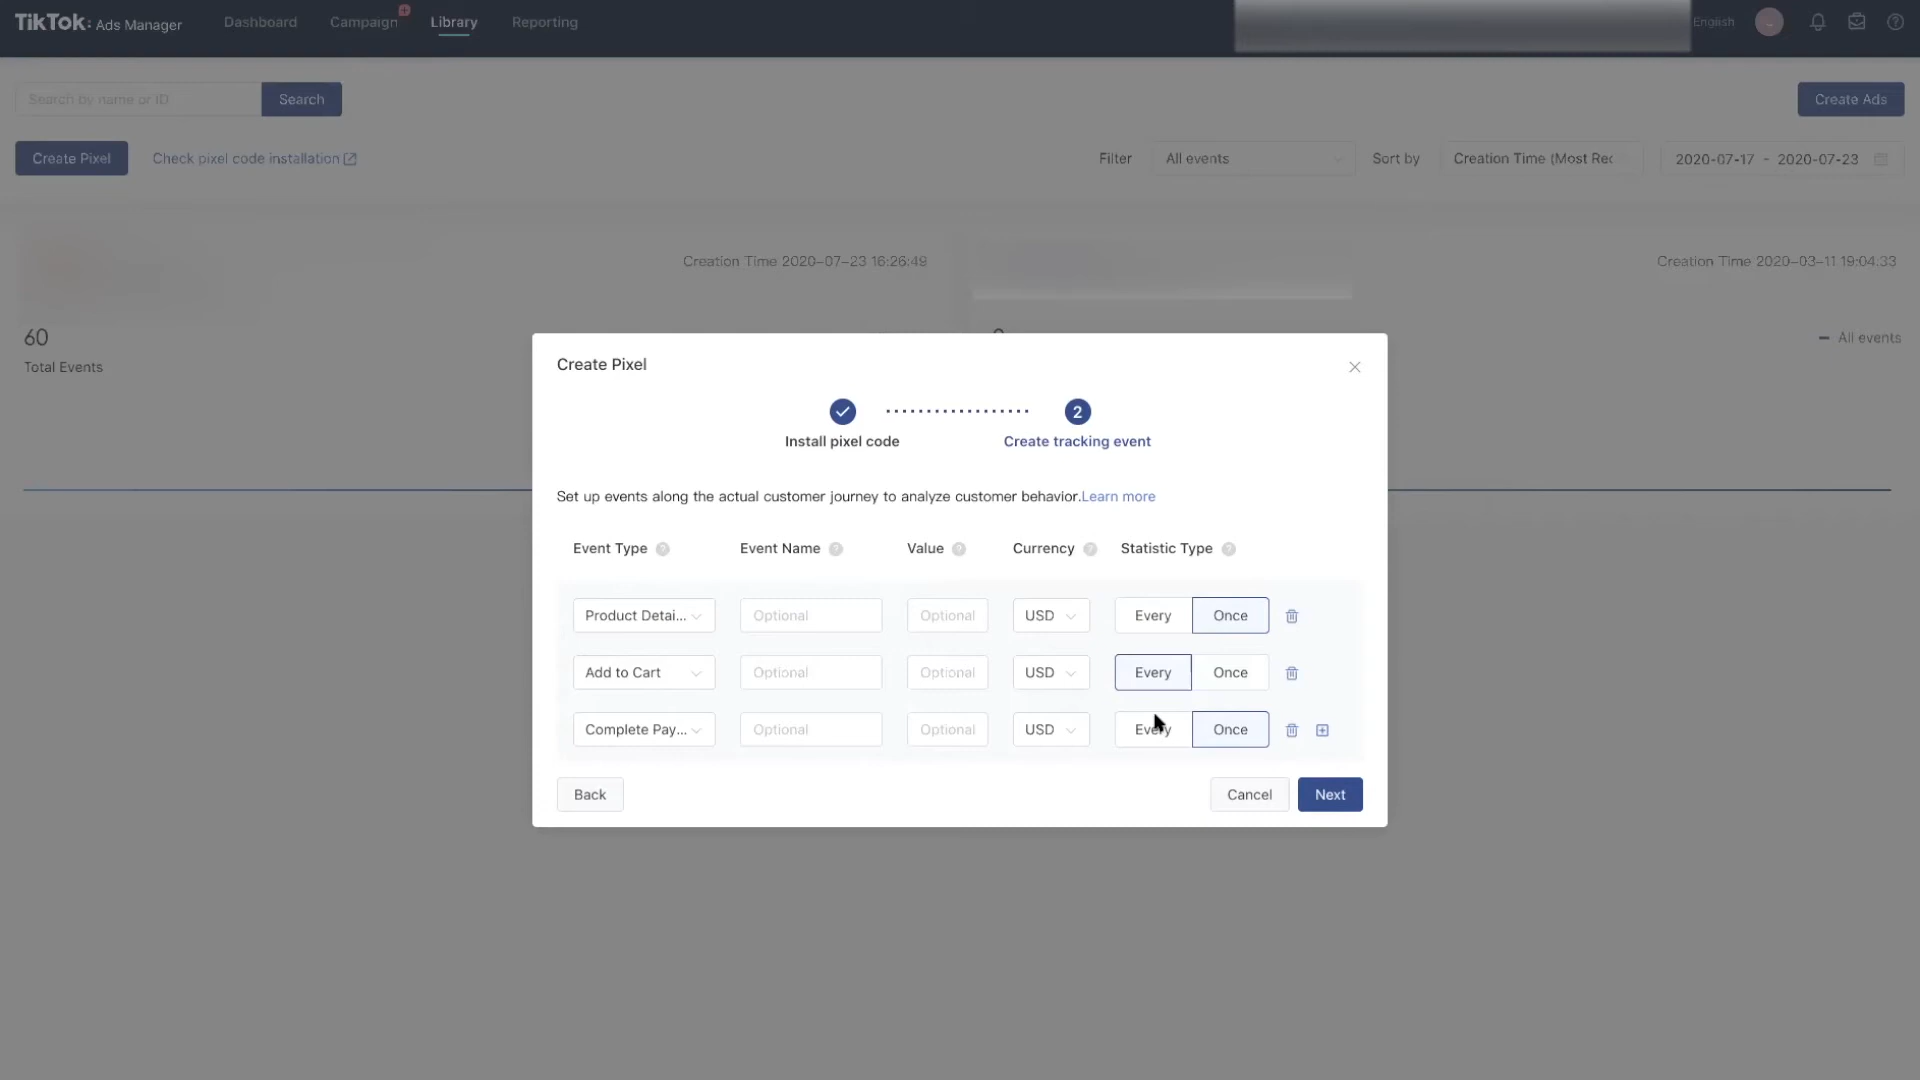 TikTok: Ads Manager Dashboard Campaign Library Reporting English
Search by name or ID Search Create Ads
Create Pixel Check pixel code installation Filter All events Sort by Creation Time (Most Rec 2020-07-17 - 2020-07-23
Creation Time 2020-07-23 16:26:49 Creation Time 2020-03-11 19:04:33
60
Total Events
All events
Create Pixel
2
Install pixel code Create tracking event
Set up events along the actual customer journey to analyze customer behavior.Learn more
Event Type Event Name Value Currency Statistic Type
Product Detai... Optional Optional USD Every Once
Add to Cart Optional Optional USD Every Once
Complete Pay... Optional Optional USD Every Once
Back Cancel Next